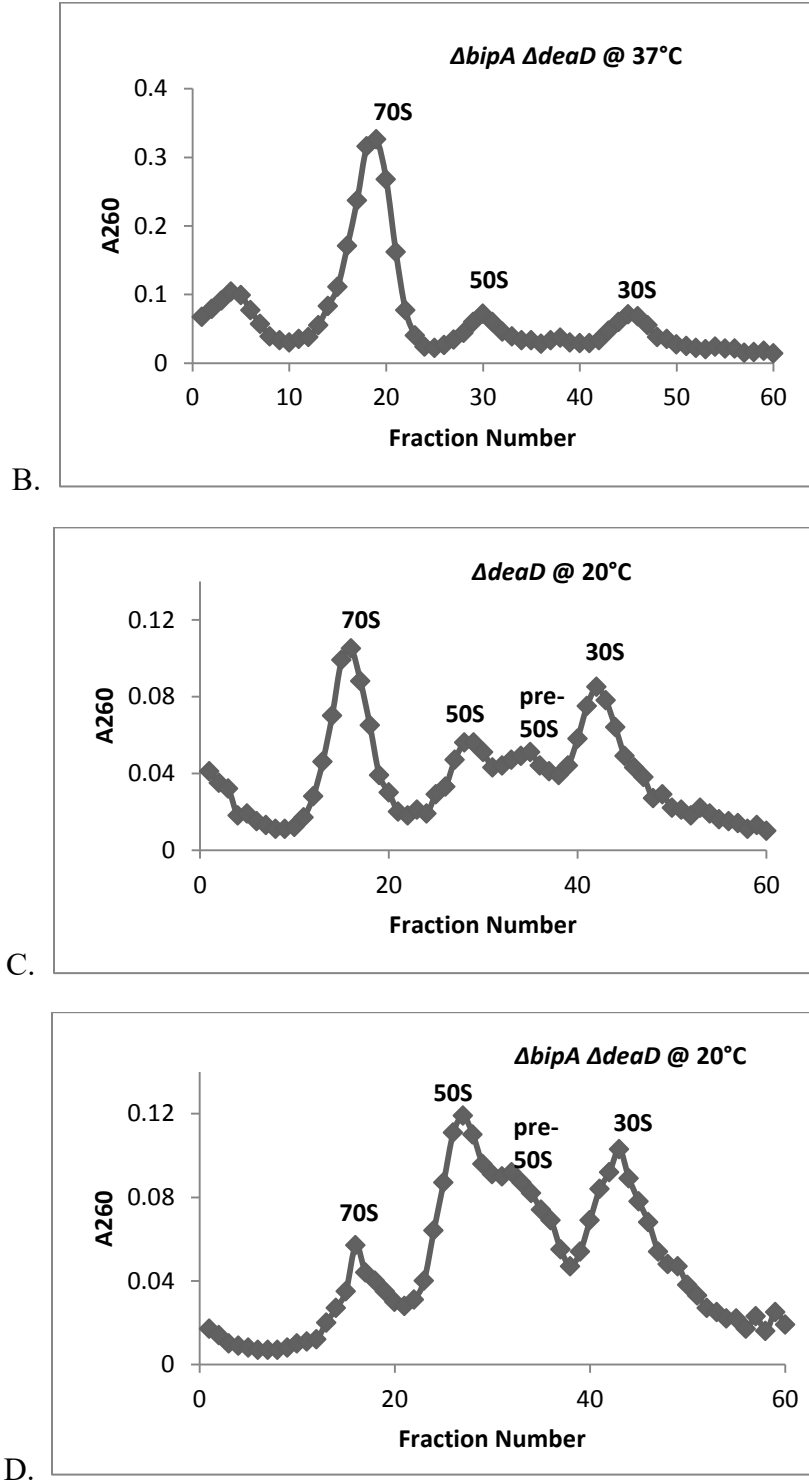 ΔbipA ΔdeaD @ 37°C
0.4
0.3
0.2
0.1
0
A260
70S
50S
30S
0 10 20 30 40 50 60
Fraction Number
B.
ΔdeaD @ 20°C
0.12
0.08
0.04
0
A260
70S
50S
pre-
50S
30S
0 20 40 60
Fraction Number
C.
ΔbipA ΔdeaD @ 20°C
0.12
0.08
0.04
0
A260
70S
50S
pre-
50S
30S
0 20 40 60
Fraction Number
D.